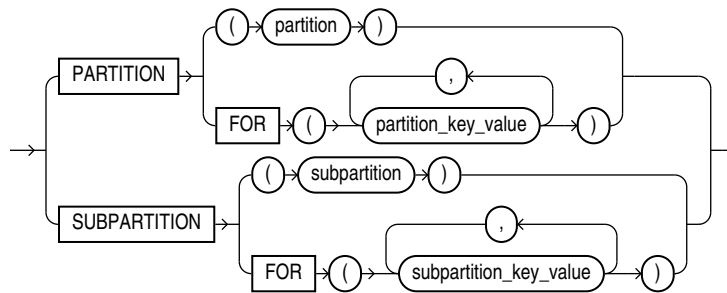 ( partition )
PARTITION
,
FOR ( partition_key_value )
( subpartition )
SUBPARTITION
,
FOR ( subpartition_key_value )